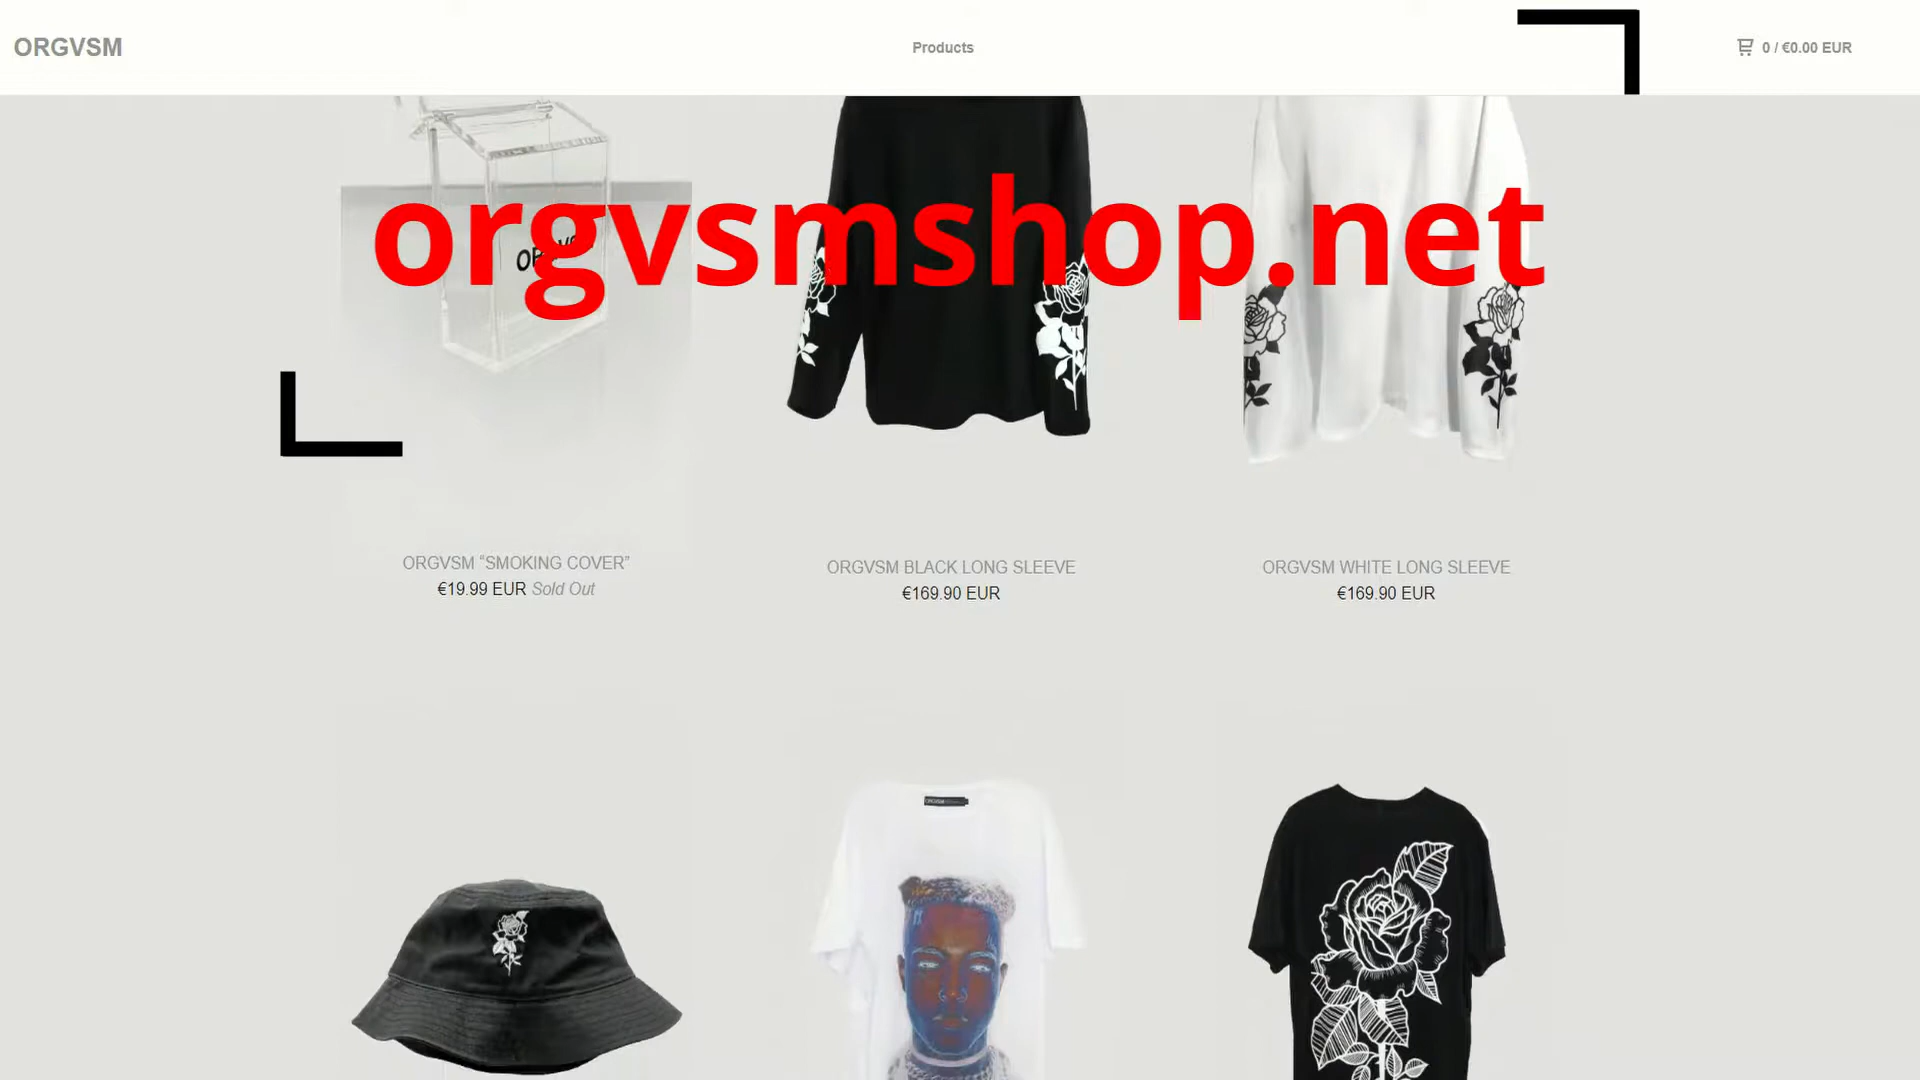 ORGVSM
Products
0 / €0.00 EUR
orgvsmshop.net
ORGVSM “SMOKING COVER”
€19.99 EUR Sold Out
ORGVSM BLACK LONG SLEEVE
€169.90 EUR
ORGVSM WHITE LONG SLEEVE
€169.90 EUR